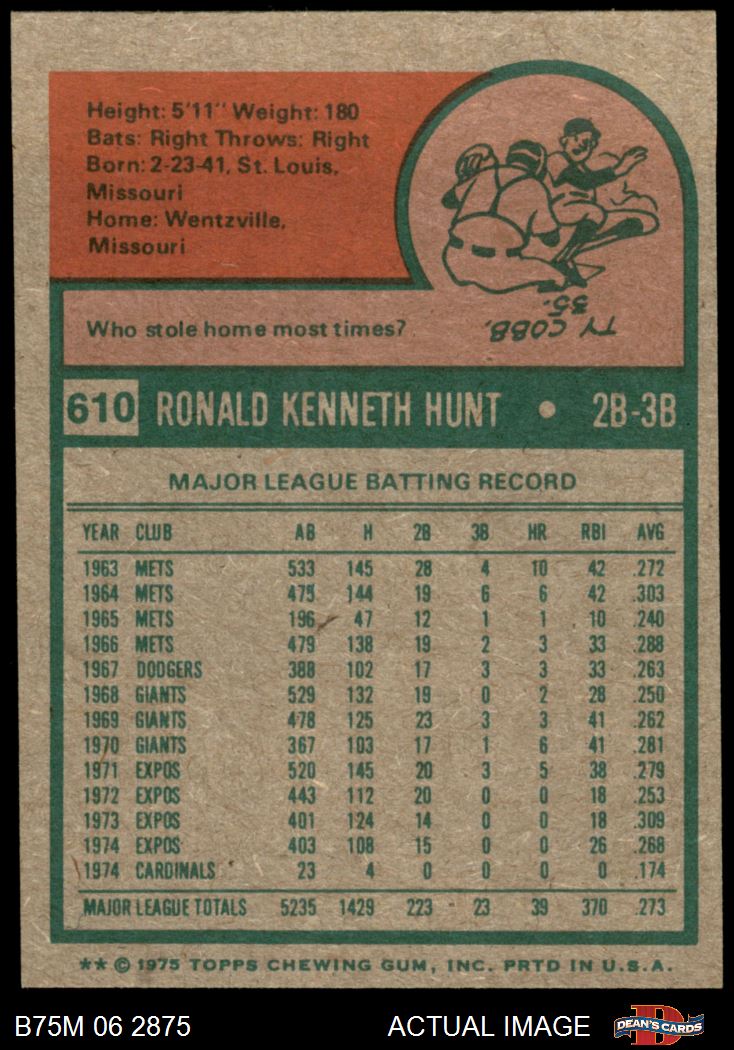 Height: 5'11" Weight: 180
Bats: Right Throws: Right
Born: 2-23-41, St. Louis,
Missouri
Home: Wentzville,
Missouri
Who stole home most times?
TY COBB,
35.
610 RONALD KENNETH HUNT • 2B-3B
MAJOR LEAGUE BATTING RECORD
YEAR CLUB AB H 2B 3B HR RBI AVG
1963 METS 533 145 28 4 10 42 .272
1964 METS 475 144 19 6 6 42 .303
1965 METS 196 47 12 1 1 10 .240
1966 METS 479 138 19 2 3 33 .288
1967 DODGERS 388 102 17 3 3 33 .263
1968 GIANTS 529 132 19 0 2 28 .250
1969 GIANTS 478 125 23 3 3 41 .262
1970 GIANTS 367 103 17 1 6 41 .281
1971 EXPOS 520 145 20 3 5 38 .279
1972 EXPOS 443 112 20 0 0 18 .253
1973 EXPOS 401 124 14 0 0 18 .309
1974 EXPOS 403 108 15 0 0 26 .268
1974 CARDINALS 23 4 0 0 0 0 .174
MAJOR LEAGUE TOTALS 5235 1429 223 23 39 370 .273
** © 1975 TOPPS CHEWING GUM, INC. PRTD IN U.S.A.
B75M 06 2875 ACTUAL IMAGE D DEAN'S CARDS